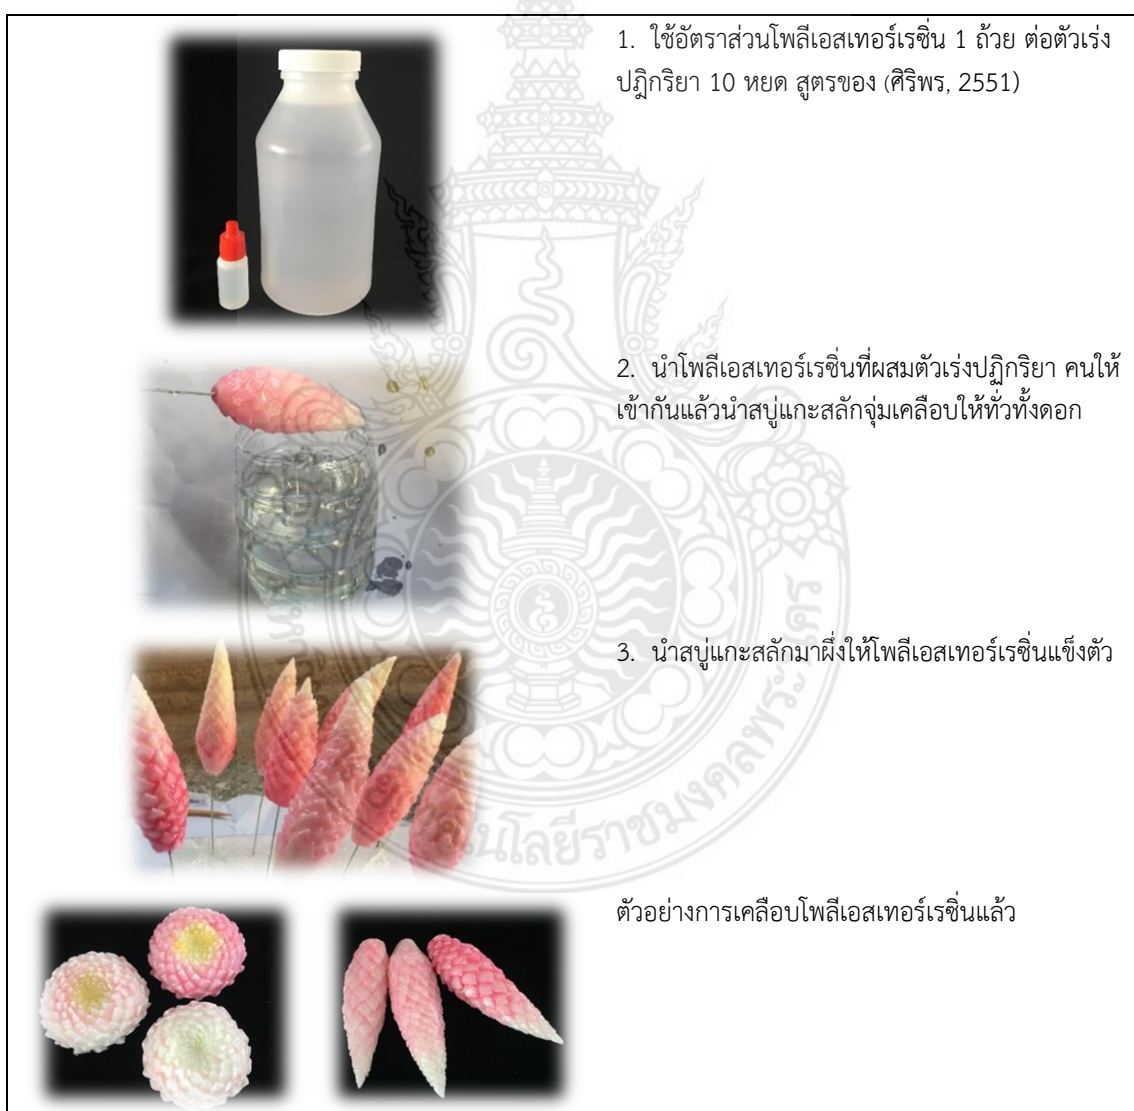 1. ใช้อัตราส่วนโพลีเอสเทอร์เรซิ่น 1 ถ้วย ต่อตัวเร่ง
ปฎิกริยา 10 หยด สูตรของ (ศิริพร, 2551)
2. นำโพลีเอสเทอร์เรซิ่นที่ผสมตัวเร่งปฏิกริยา คนให้
เข้ากันแล้วนำสบู่แกะสลักจุ่มเคลือบให้ทั่วทั้งดอก
3. นำสบู่แกะสลักมาผึ่งให้โพลีเอสเทอร์เรซิ่นแข็งตัว
ตัวอย่างการเคลือบโพลีเอสเทอร์เรซิ่นแล้ว